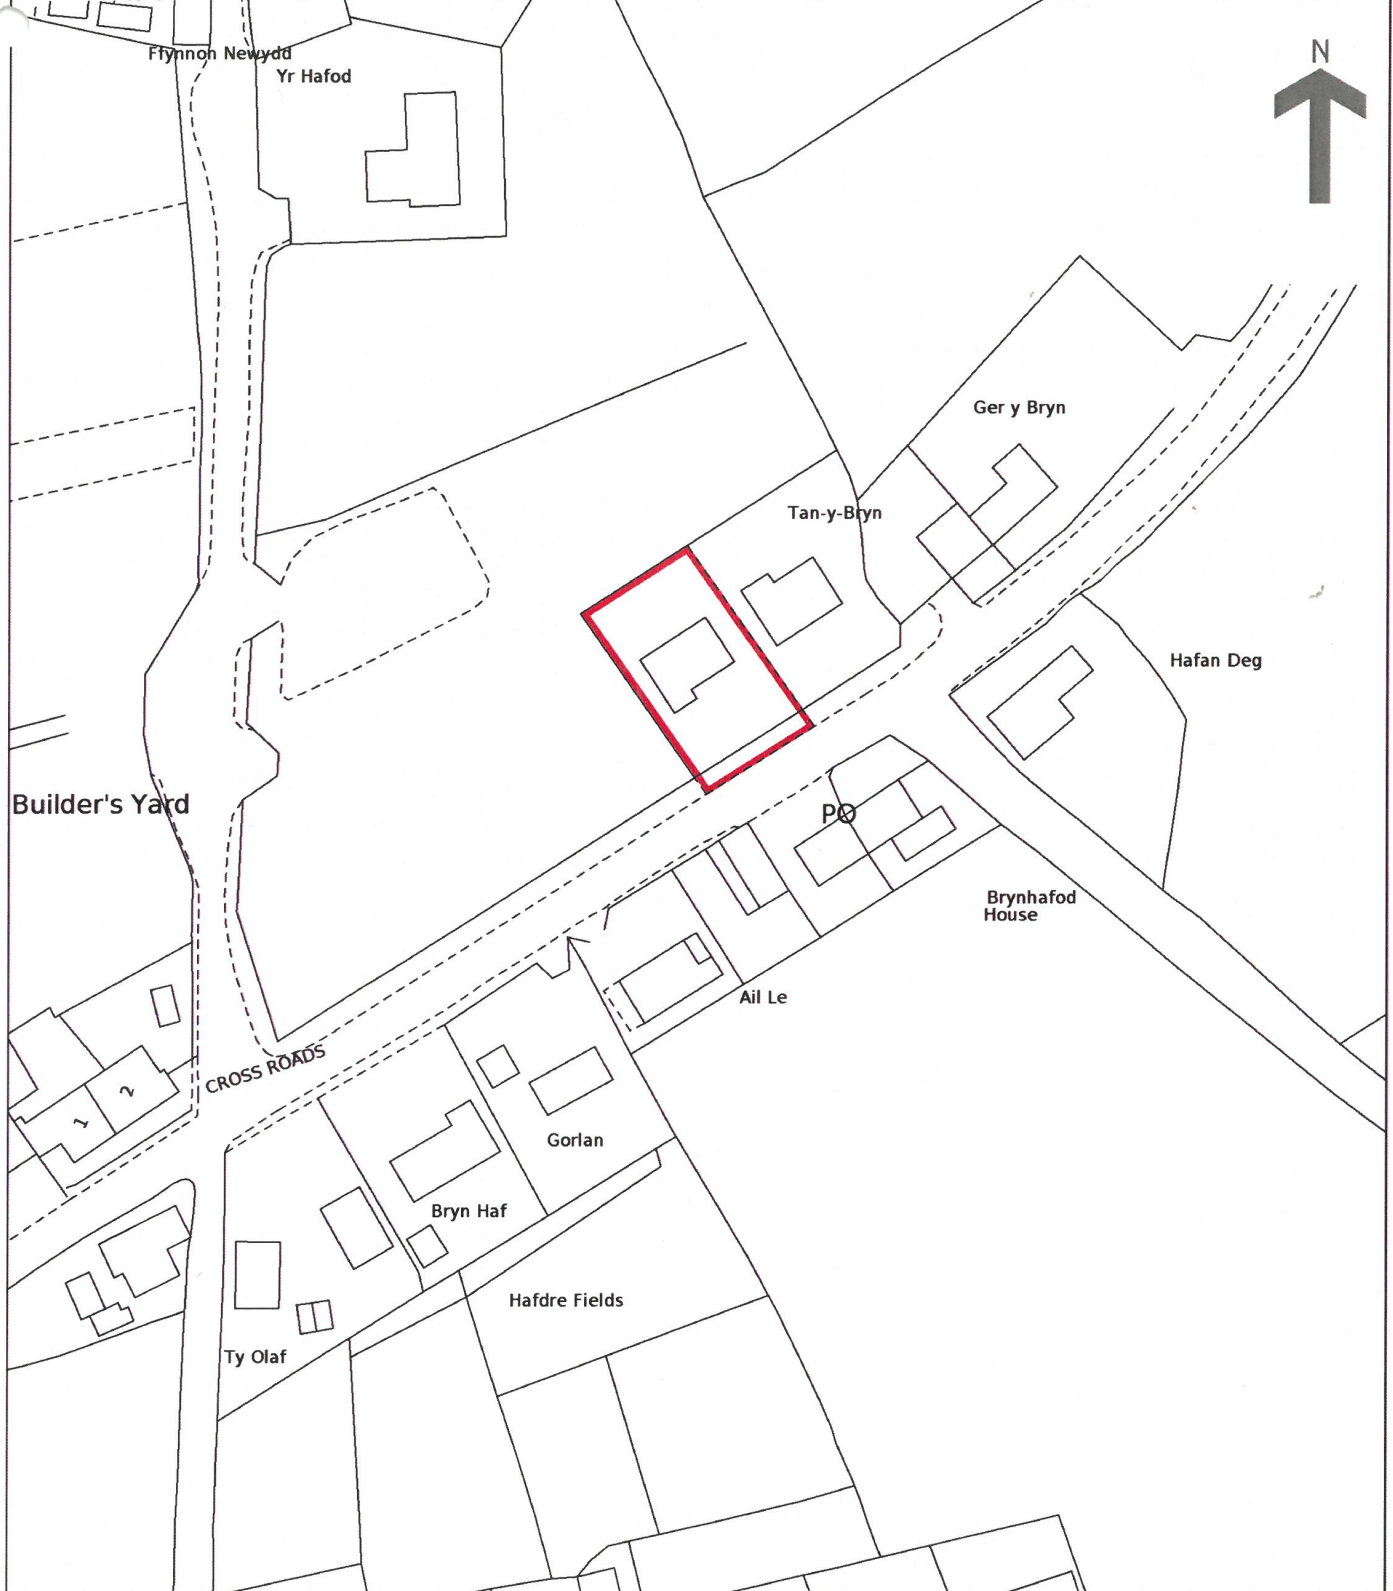 N
Ffynnon Newydd
Yr Hafod
Ger y Bryn
Tan-y-Bryn
Hafan Deg
Builder's Yard
PO
Brynhafod
House
Ail Le
CROSS ROADS
2
1
Gorlan
Bryn Haf
Hafdre Fields
Ty Olaf